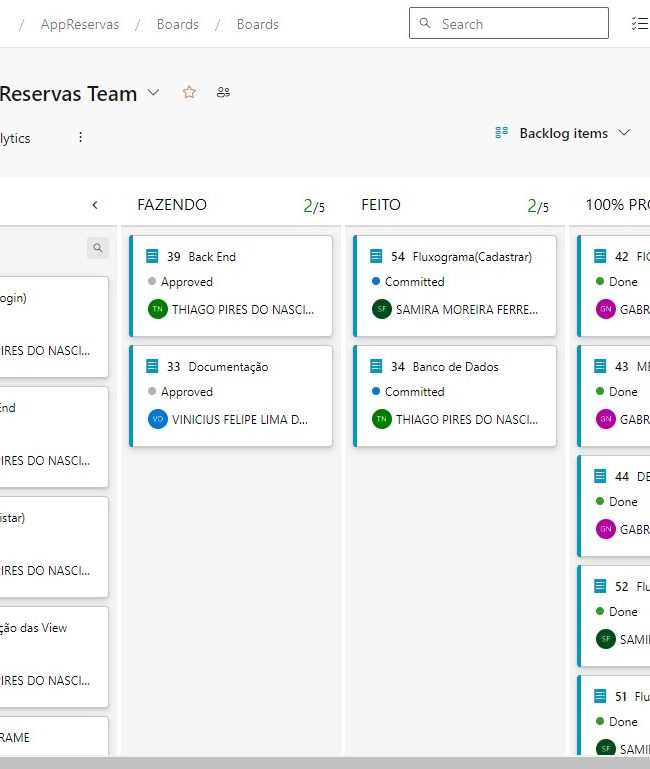 / AppReservas / Boards / Boards
Search
Reservas Team
lytics
Backlog items
FAZENDO 2/5
FEITO 2/5
100% PRO
ogin)
IRES DO NASCI...
End
IRES DO NASCI...
istar)
IRES DO NASCI...
ção das View
IRES DO NASCI...
RAME
39 Back End
Approved
TN THIAGO PIRES DO NASCI...
33 Documentação
Approved
VD VINICIUS FELIPE LIMA D...
54 Fluxograma(Cadastrar)
Committed
SF SAMIRA MOREIRA FERRE...
34 Banco de Dados
Committed
TN THIAGO PIRES DO NASCI...
42 FIG
Done
GN GABR
43 ME
Done
GN GABR
44 DE
Done
GN GABR
52 Flu
Done
SF SAMI
51 Flu
Done
SF SAMI